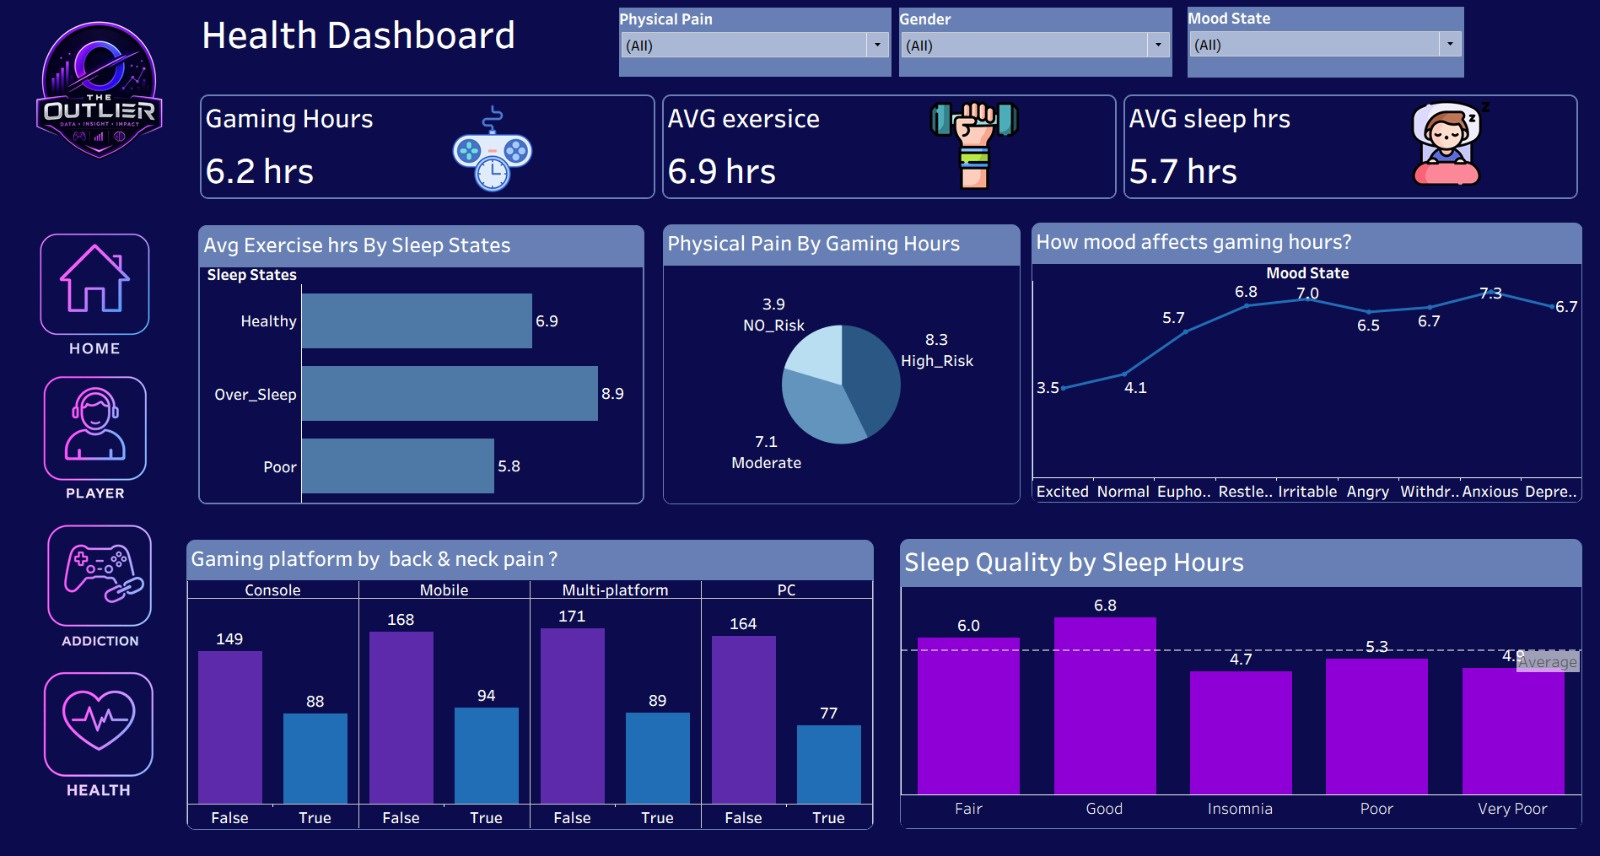 THE
OUTLIER
DATA • INSIGHT • IMPACT
Health Dashboard
Physical Pain
(All)
Gender
(All)
Mood State
(All)
Gaming Hours
6.2 hrs
AVG exersice
6.9 hrs
AVG sleep hrs
5.7 hrs
z
z
z
HOME
PLAYER
ADDICTION
HEALTH
Avg Exercise hrs By Sleep States
Sleep States
Healthy
6.9
Over_Sleep
8.9
Poor
5.8
Physical Pain By Gaming Hours
3.9
NO_Risk
8.3
High_Risk
7.1
Moderate
How mood affects gaming hours?
Mood State
3.5
4.1
5.7
6.8
7.0
6.5
6.7
7.3
6.7
Excited Normal Eupho.. Restle.. Irritable Angry Withdr.. Anxious Depre..
Gaming platform by back & neck pain ?
Console Mobile Multi-platform PC
149 88 168 94 171 89 164 77
False True False True False True False True
Sleep Quality by Sleep Hours
6.0 6.8 4.7 5.3 4.9
Average
Fair Good Insomnia Poor Very Poor